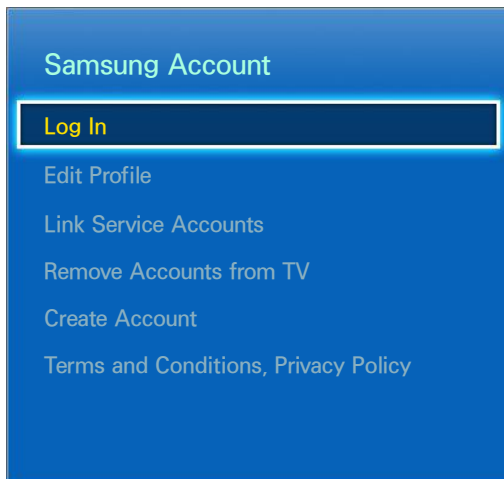 Samsung Account
Log In
Edit Profile
Link Service Accounts
Remove Accounts from TV
Create Account
Terms and Conditions, Privacy Policy